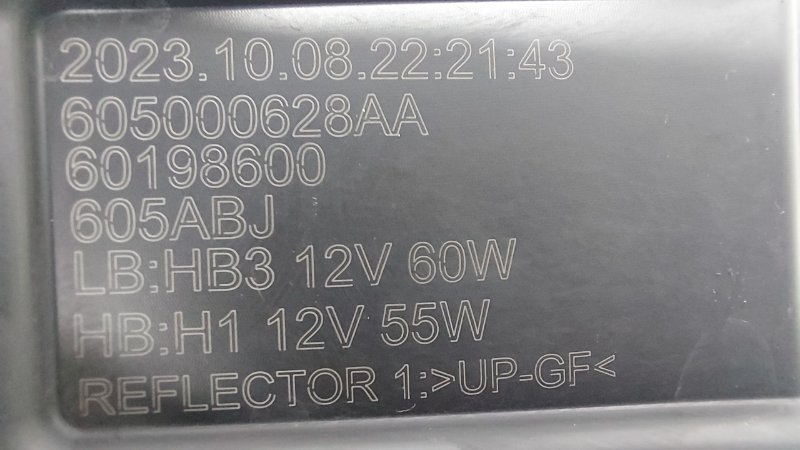 2023.10.08.22:21:43
605000628AA
60198600
605ABJ
LB:HB3 12V 60W
HB:H1 12V 55W
REFLECTOR 1:>UP-GF<